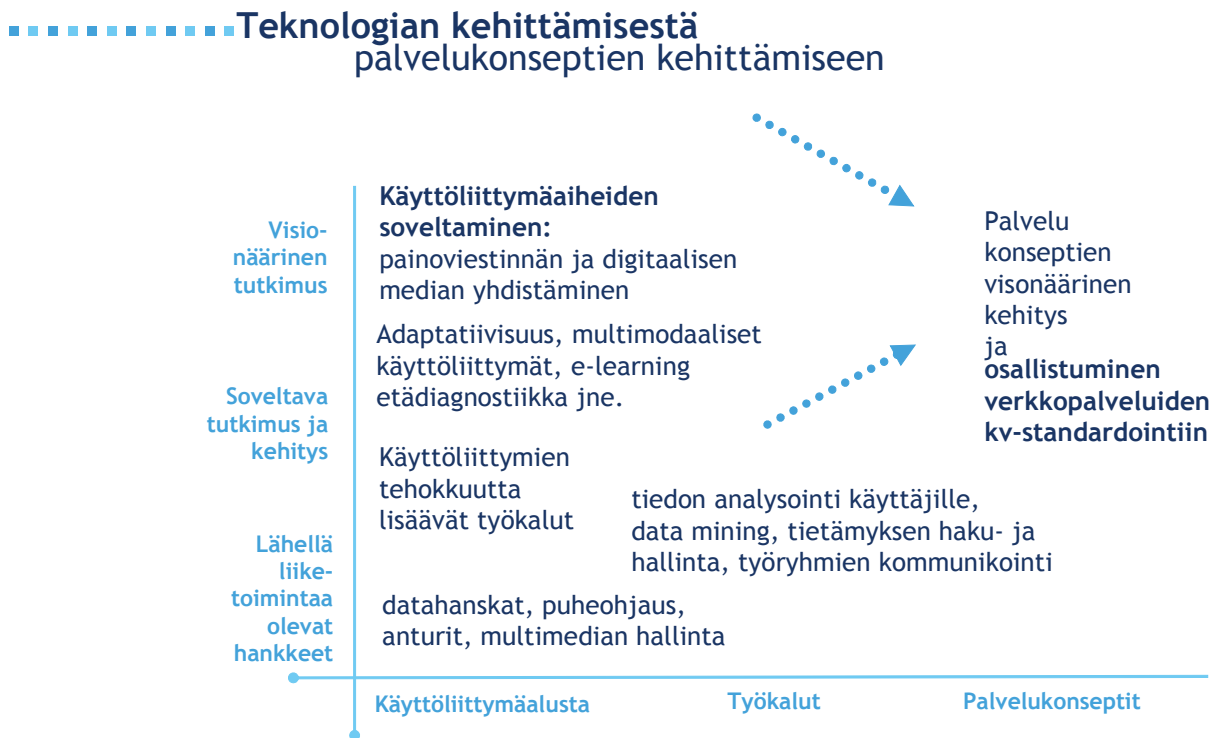 Teknologian kehittämisestä
palvelukonseptien kehittämiseen
Visio-
näärinen
tutkimus
Soveltava
tutkimus ja
kehitys
Lähellä
liike-
toimintaa
olevat
hankkeet
Käyttöliittymäaiheiden
soveltaminen:
painoviestinnän ja digitaalisen
median yhdistäminen
Adaptatiivisuus, multimodaaliset
käyttöliittymät, e-learning
etädiagnostiikka jne.
Käyttöliittymien
tehokkuutta
lisäävät työkalut
tiedon analysointi käyttäjille,
data mining, tietämyksen haku- ja
hallinta, työryhmien kommunikointi
datahanskat, puheohjaus,
anturit, multimedian hallinta
Palvelu
konseptien
visonäärinen
kehitys
ja
osallistuminen
verkkopalveluiden
kv-standardointiin
Käyttöliittymäalusta
Työkalut
Palvelukonseptit